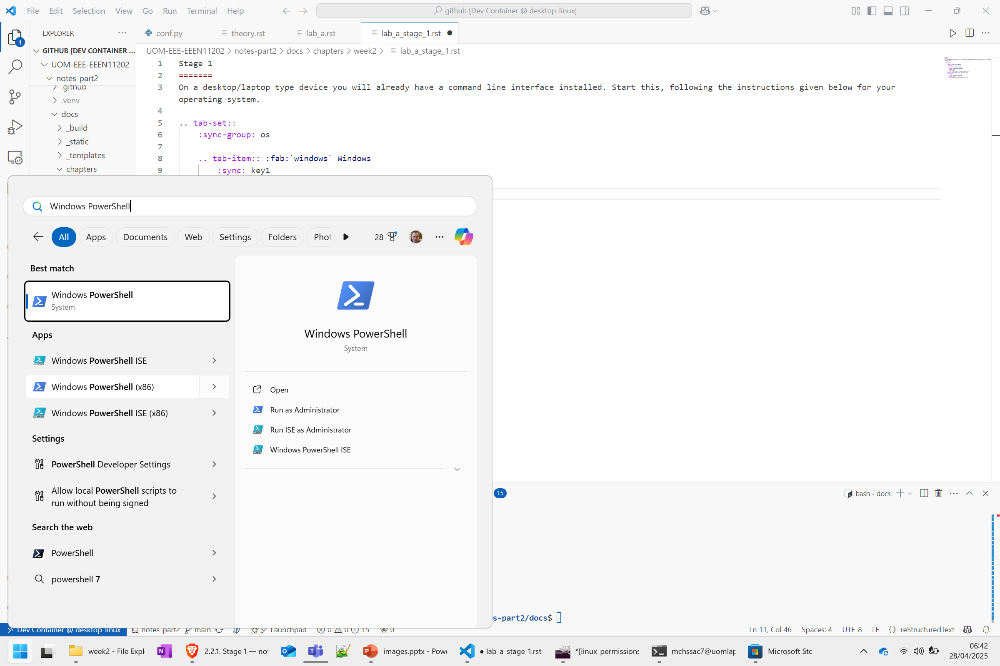 File Edit Selection View Go Run Terminal Help
github [Dev Container @ desktop-linux]
EXPLORER
1
conf.py
theory.rst
lab_a.rst
lab_a_stage_1.rst
GITHUB [DEV CONTAINER ...
UOM-EEE-EEEN11202
notes-part2
.github
.venv
docs
_build
_static
_templates
chapters
UOM-EEE-EEEN11202 > notes-part2 > docs > chapters > week2 > lab_a_stage_1.rst
1 Stage 1
2 =======
3 On a desktop/laptop type device you will already have a command line interface installed. Start this, following the instructions given below for your
operating system.
4
5 .. tab-set::
6 :sync-group: os
7
8 .. tab-item:: :fab:`windows` Windows
9 :sync: key1
Windows PowerShell
All Apps Documents Web Settings Folders 28
Best match
Windows PowerShell
System
Apps
Windows PowerShell ISE
Windows PowerShell (x86)
Windows PowerShell ISE (x86)
Settings
PowerShell Developer Settings
Allow local PowerShell scripts to
run without being signed
Search the web
PowerShell
powershell 7
Windows PowerShell
System
Open
Run as Administrator
Run ISE as Administrator
Windows PowerShell ISE
15
bash - docs
s-part2/docs$
Dev Container @ desktop-linux notes-part2 main Launchpad 0 0 15 0
Ln 11, Col 46 Spaces: 4 UTF-8 LF {} reStructuredText
week2 - File Expl
2.2.1. Stage 1 — not
images.pptx - Powe
● lab_a_stage_1.rst
*[linux_permissions
mchssac7@uomlap
Microsoft Sto
06:42
28/04/2025